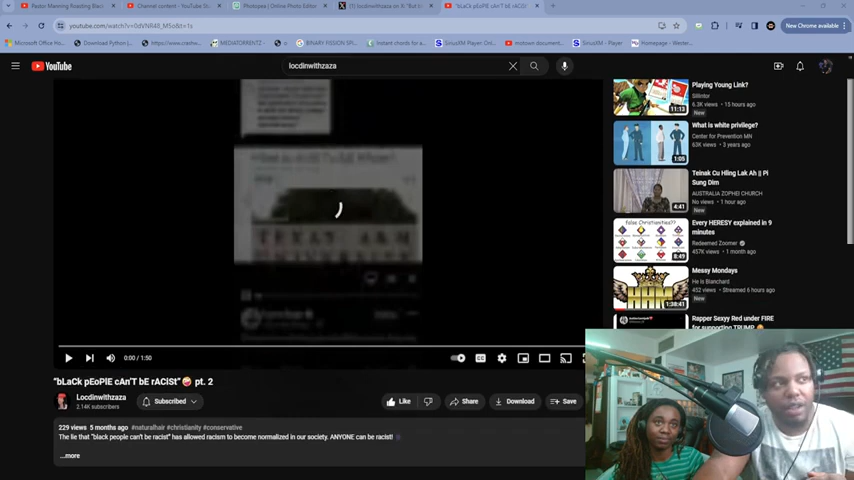 Pastor Manning Roasting Black
Channel content - YouTube St
Photopea | Online Photo Editor
(1) locdinwithzaza on X: "But L
"bLaCK pEoPlE cAn'T bE rACiS
youtube.com/watch?v=0dVNR48_M5o&t=1s
New Chrome available
Microsoft Office Ho...
Download Python | ...
https://www.crashw...
MEDIATORRENTZ
BINARY FISSION SPL...
Instant chords for a...
SiriusXM Player: Onl...
motown document...
SiriusXM - Player
Homepage - Wester...
YouTube
locdinwithzaza
TEXAS A&M
0:00 / 1:50
CC
"bLaCK pEoPlE cAn'T bE rACiSt"🤪 pt. 2
Locdinwithzaza
2.14K subscribers
Subscribed
Like
Share
Download
Save
229 views 5 months ago #naturalhair #christianity #conservative
The lie that "black people can't be racist" has allowed racism to become normalized in our society. ANYONE can be racist!
...more
Playing Young Link?
6.3K views • 15 hours ago
New
11:13
What is white privilege?
Center for Prevention MN
63K views • 3 years ago
1:05
Teinak Cu Hling Lak Ah || Pi
Sung Dim
AUSTRALIA ZOPHEI CHURCH
No views • 1 hour ago
New
4:41
False Christianities??
Every HERESY explained in 9
minutes
Redeemed Zoomer
457K views • 1 month ago
8:49
HHM
Messy Mondays
He is Blanchard
452 views • Streamed 6 hours ago
New
1:38:41
Rapper Sexyy Red under FIRE
for supporting TRUMP